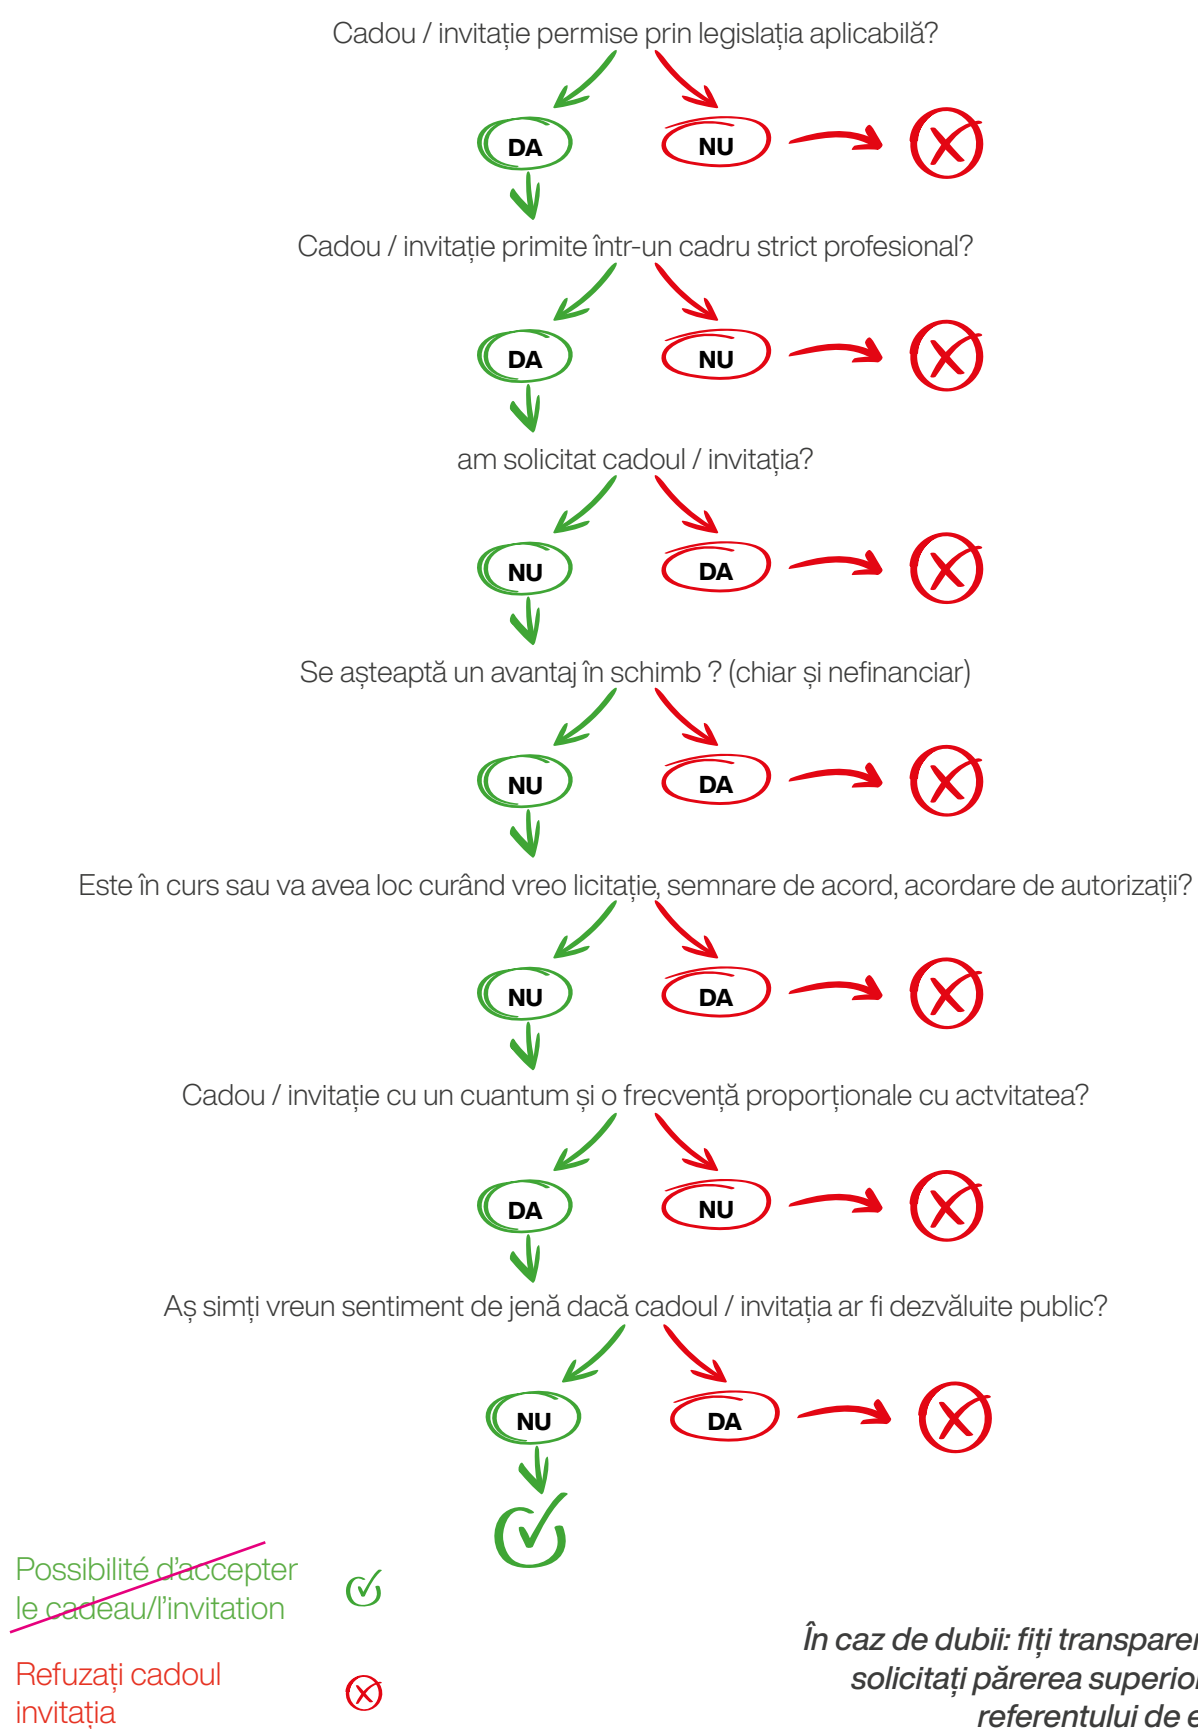 Cadou / invitație permise prin legislația aplicabilă?
DA NU
Cadou / invitație primite într-un cadru strict profesional?
DA NU
am solicitat cadoul / invitația?
NU DA
Se așteaptă un avantaj în schimb ? (chiar și nefinanciar)
NU DA
Este în curs sau va avea loc curând vreo licitație, semnare de acord, acordare de autorizații?
NU DA
Cadou / invitație cu un cuantum și o frecvență proporționale cu actvitatea?
DA NU
Aș simți vreun sentiment de jenă dacă cadoul / invitația ar fi dezvăluite public?
NU DA
Possibilité d'accepter
le cadeau/l'invitation
Refuzați cadoul
invitația
În caz de dubii: fiți
solicitați părerea
referentului de